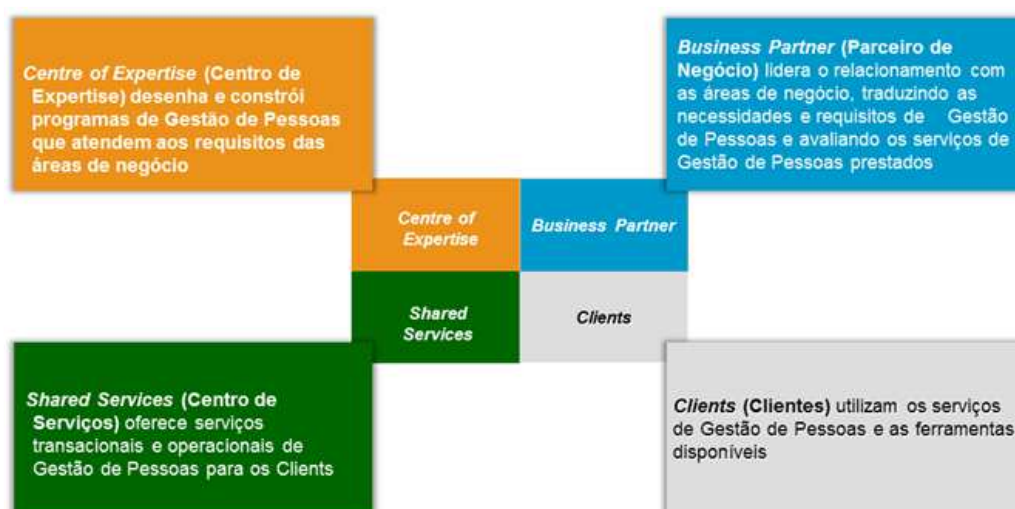 Centre of Expertise (Centro de
Expertise) desenha e constrói
programas de Gestão de Pessoas
que atendem aos requisitos das
áreas de negócio
Business Partner (Parceiro de
Negócio) lidera o relacionamento com
as áreas de negócio, traduzindo as
necessidades e requisitos de Gestão
de Pessoas e avaliando os serviços de
Gestão de Pessoas prestados
Centre of
Expertise
Business Partner
Shared
Services
Clients
Shared Services (Centro de
Serviços) oferece serviços
transacionais e operacionais de
Gestão de Pessoas para os Clients
Clients (Clientes) utilizam os serviços
de Gestão de Pessoas e as ferramentas
disponíveis